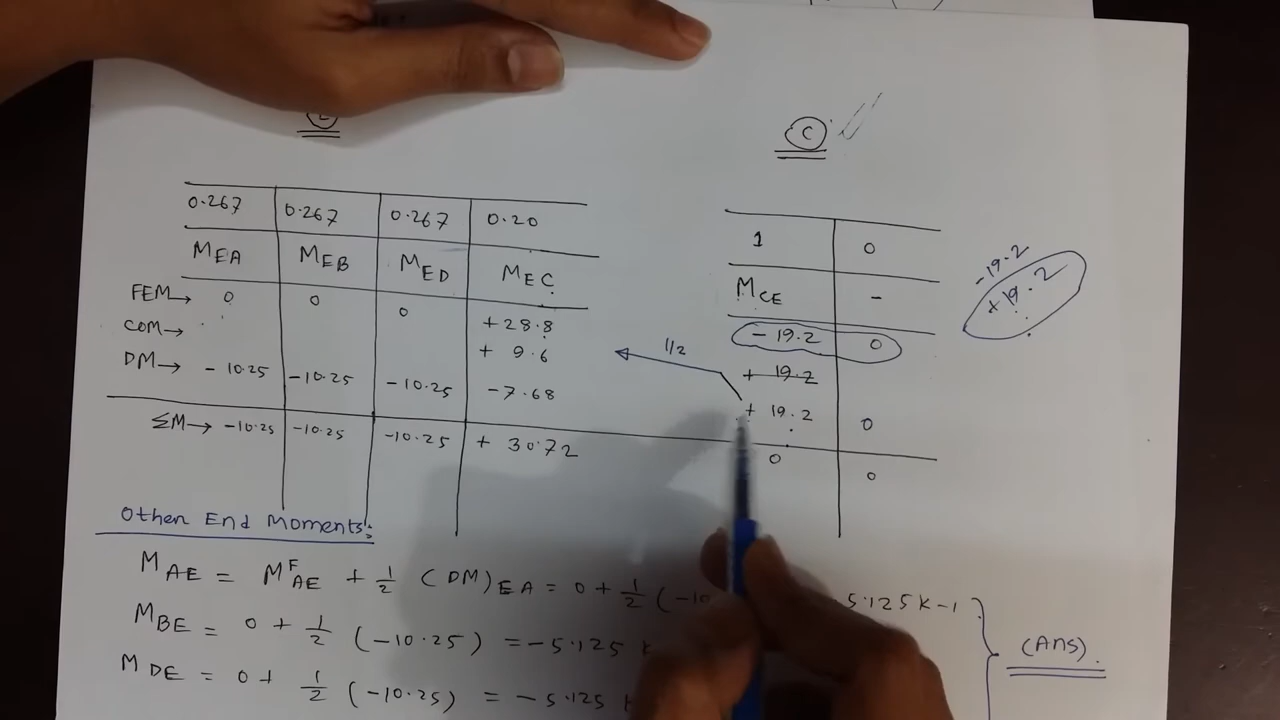 E
C
0.267 0.267 0.267 0.20
MEA MEB MED MEC
FEM→ 0 0 0 +28.8
COM→ + 9.6
DM→ -10.25 -10.25 -10.25 -7.68
ΣM→ -10.25 -10.25 -10.25 + 30.72
1 0
MCE -
-19.2 0
+ 19.2
+ 19.2 0
0 0
1/2
-19.2
+19.2
Other End Moments:
MAE = M^F AE + 1/2 (DM)EA = 0 + 1/2 (-10 5.125 k-1
MBE = 0 + 1/2 (-10.25) = -5.125 k
MDE = 0 + 1/2 (-10.25) = -5.125 k
(Ans).